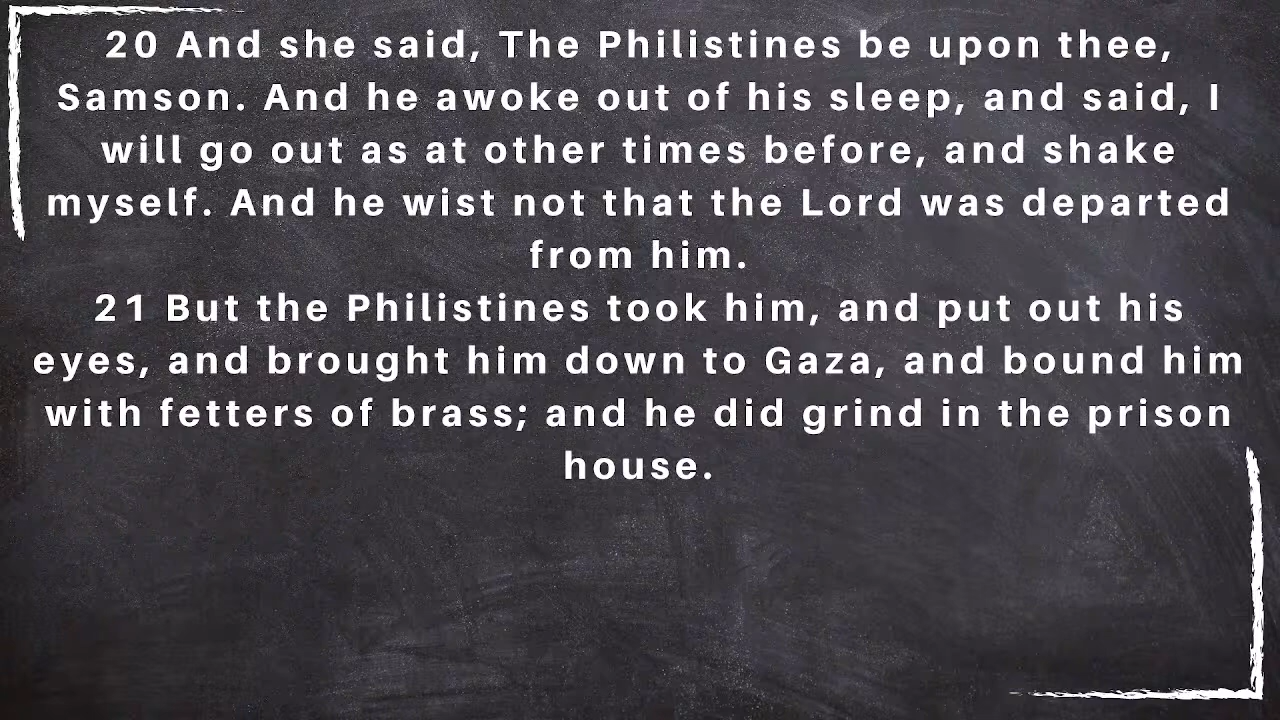 20 And she said, The Philistines be upon thee,
Samson. And he awoke out of his sleep, and said, I
will go out as at other times before, and shake
myself. And he wist not that the Lord was departed
from him.
21 But the Philistines took him, and put out his
eyes, and brought him down to Gaza, and bound him
with fetters of brass; and he did grind in the prison
house.